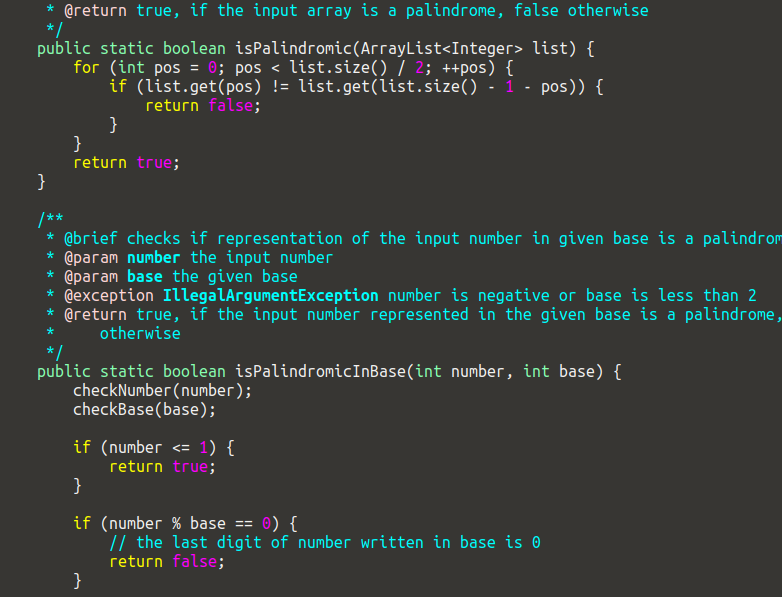 * @return true, if the input array is a palindrome, false otherwise
 */
public static boolean isPalindromic(ArrayList<Integer> list) {
    for (int pos = 0; pos < list.size() / 2; ++pos) {
        if (list.get(pos) != list.get(list.size() - 1 - pos)) {
            return false;
        }
    }
    return true;
}

/**
 * @brief checks if representation of the input number in given base is a
 * @param number the input number
 * @param base the given base
 * @exception IllegalArgumentException number is negative or base is less than 2
 * @return true, if the input number represented in the given base is a palindrome,
 *     otherwise
 */
public static boolean isPalindromicInBase(int number, int base) {
    checkNumber(number);
    checkBase(base);

    if (number <= 1) {
        return true;
    }

    if (number % base == 0) {
        // the last digit of number written in base is 0
        return false;
    }